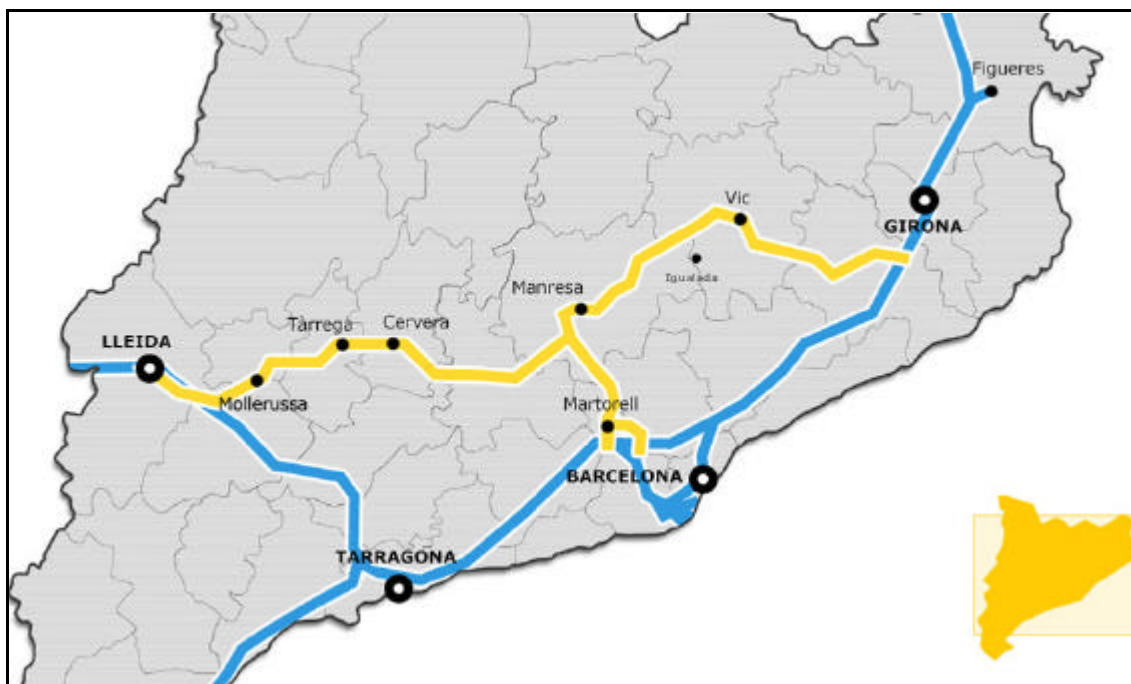 Figueres
Vic
GIRONA
Igualada
Manresa
Tàrrega
Cervera
LLEIDA
Mollerussa
Martorell
BARCELONA
TARRAGONA